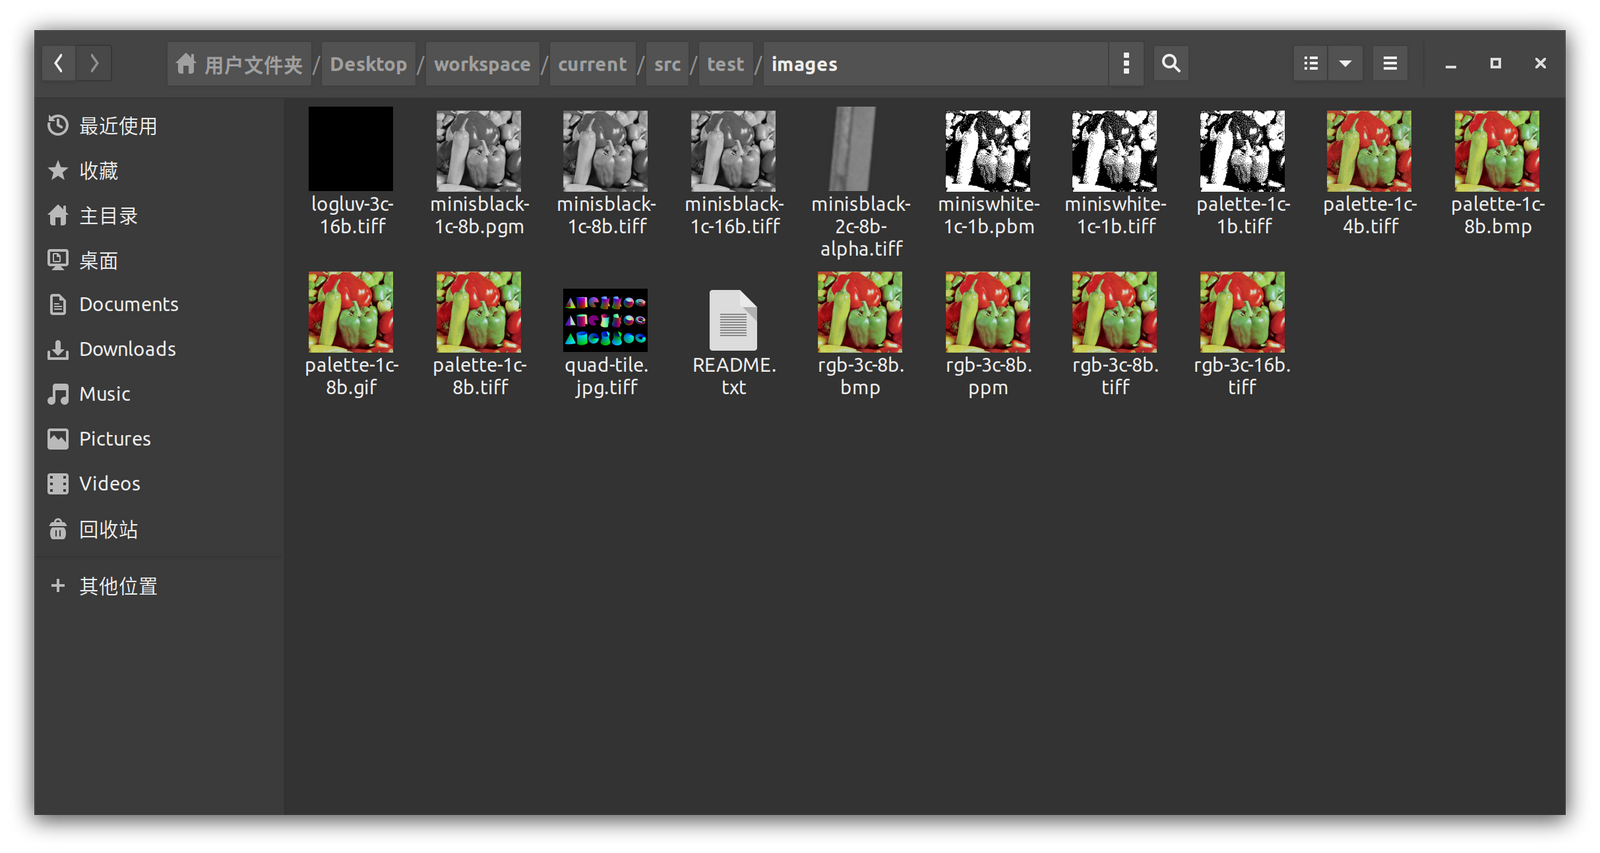 用户文件夹 / Desktop / workspace / current / src / test / images
最近使用
收藏
主目录
桌面
Documents
Downloads
Music
Pictures
Videos
回收站
其他位置
logluv-3c-
16b.tiff
minisblack-
1c-8b.pgm
minisblack-
1c-8b.tiff
minisblack-
1c-16b.tiff
minisblack-
2c-8b-
alpha.tiff
miniswhite-
1c-1b.pbm
miniswhite-
1c-1b.tiff
palette-1c-
1b.tiff
palette-1c-
4b.tiff
palette-1c-
8b.bmp
palette-1c-
8b.gif
palette-1c-
8b.tiff
quad-tile.
jpg.tiff
README.
txt
rgb-3c-8b.
bmp
rgb-3c-8b.
ppm
rgb-3c-8b.
tiff
rgb-3c-16b.
tiff